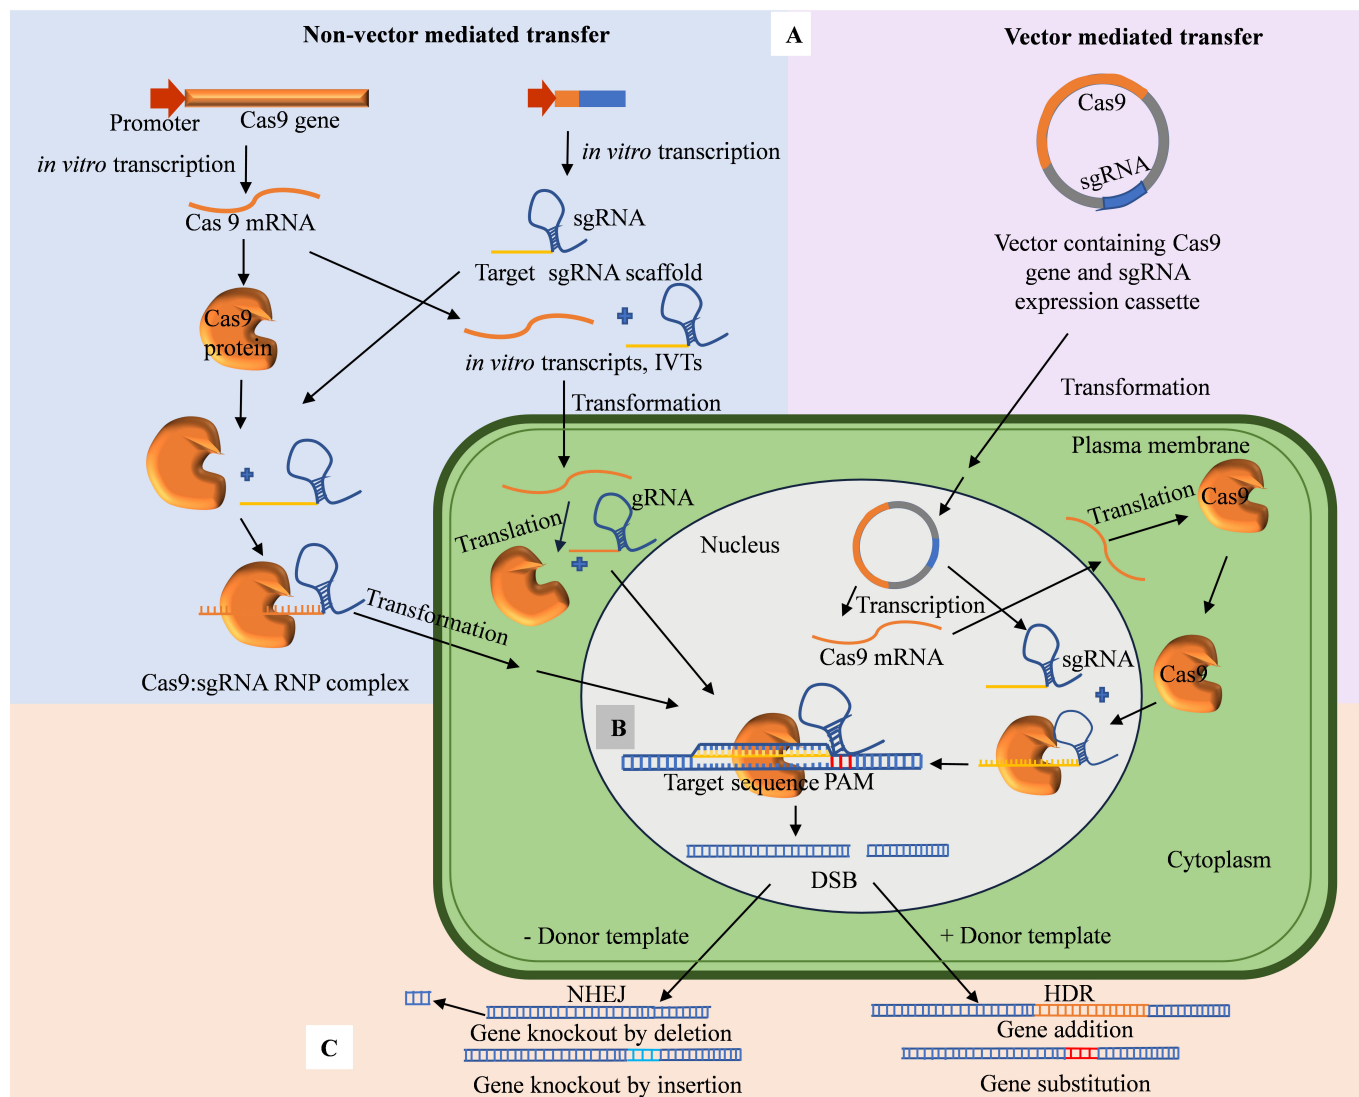 Non-vector mediated transfer
A
Vector mediated transfer
Promoter
Cas9 gene
in vitro transcription
Cas 9 mRNA
Cas9
protein
in vitro transcription
sgRNA
Target sgRNA scaffold
in vitro transcripts, IVTs
Transformation
Cas9
sgRNA
Vector containing Cas9
gene and sgRNA
expression cassette
Transformation
Plasma membrane
gRNA
Translation
Nucleus
Translation
Cas9
Transformation
Cas9:sgRNA RNP complex
Transcription
Cas9 mRNA
sgRNA
Cas9
B
Target sequence PAM
DSB
Cytoplasm
- Donor template
+ Donor template
NHEJ
Gene knockout by deletion
Gene knockout by insertion
HDR
Gene addition
Gene substitution
C